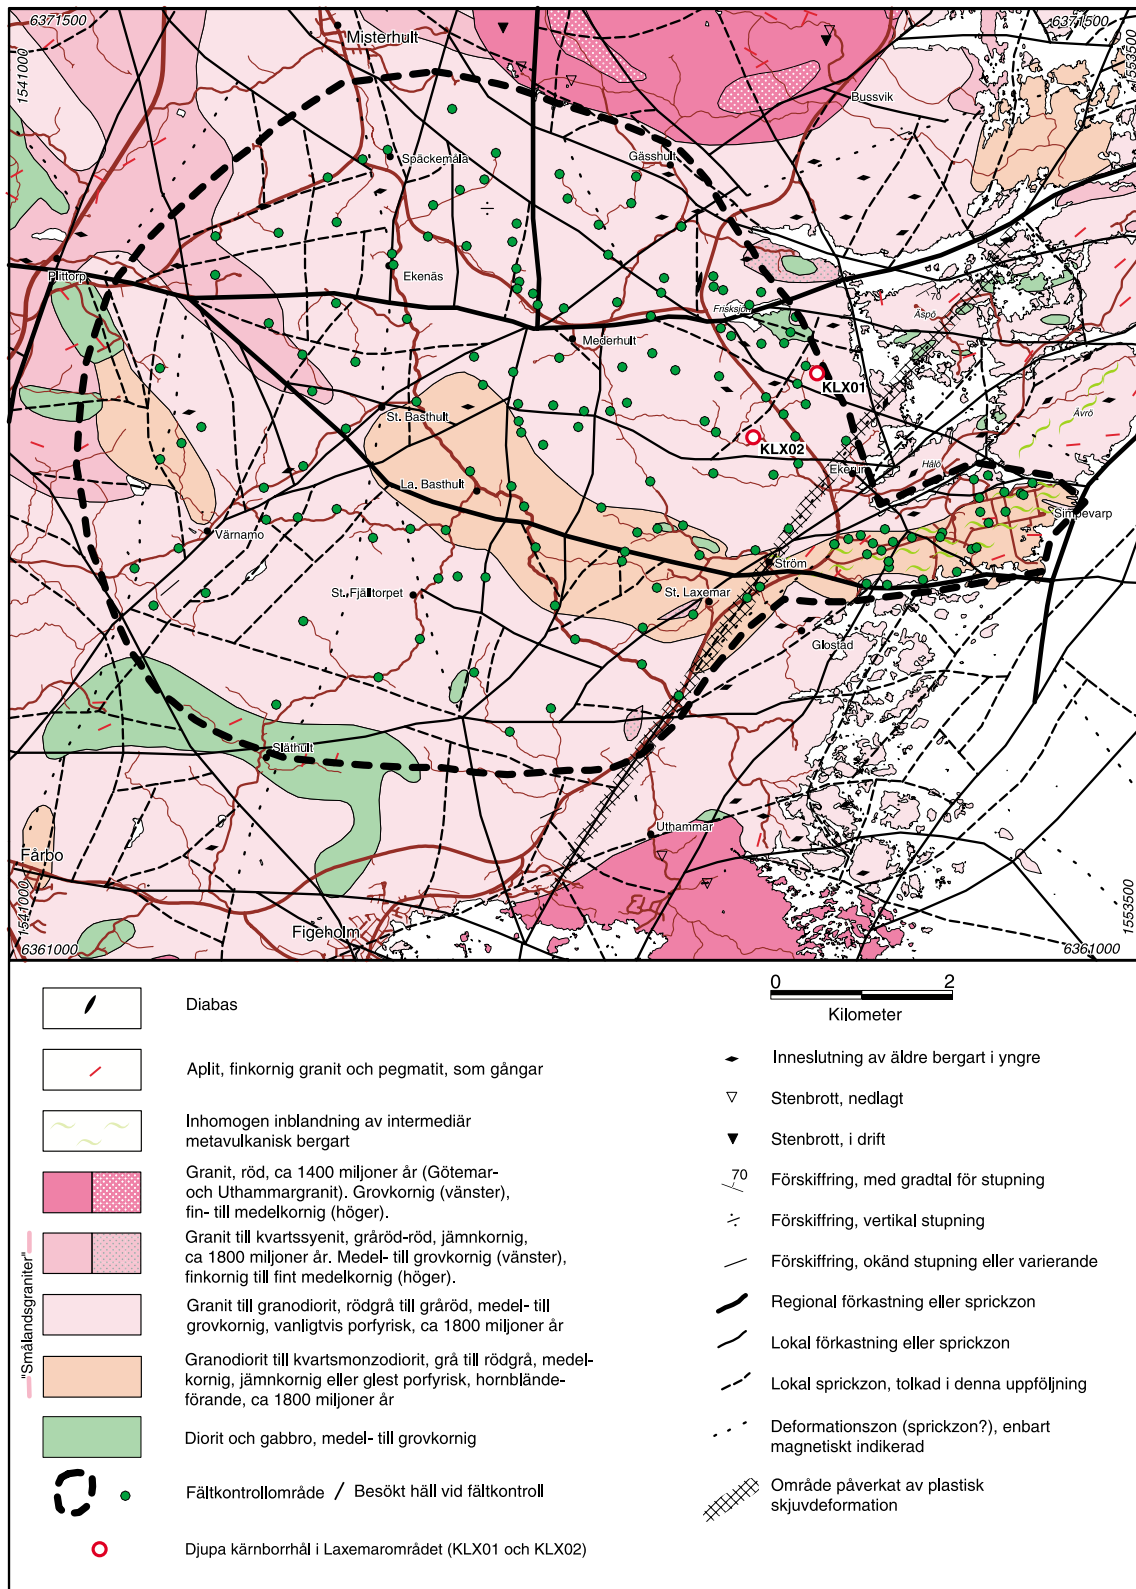 6371500
6371500
1541000
1553500
Misterhult
Bussvik
Gässhult
Späckemåla
Plittorp
Ekenäs
Frisksjön
Äspö
70
Mederhult
KLX01
St. Basthult
Ävrö
KLX02
Ekerum
Hålö
La. Basthult
Simpevarp
Värnamo
Ström
St. Fjälltorpet
St. Laxemar
Glostad
Släthult
Uthammar
Fårbo
1541000
1553500
Figeholm
6361000
6361000
0 2
Kilometer
Diabas
Aplit, finkornig granit och pegmatit, som gångar
Inhomogen inblandning av intermediär
metavulkanisk bergart
Granit, röd, ca 1400 miljoner år (Götemar-
och Uthammargranit). Grovkornig (vänster),
fin- till medelkornig (höger).
"Smålandsgraniter"
Granit till kvartssyenit, gråröd-röd, jämnkornig,
ca 1800 miljoner år. Medel- till grovkornig (vänster),
finkornig till fint medelkornig (höger).
Granit till granodiorit, rödgrå till gråröd, medel- till
grovkornig, vanligtvis porfyrisk, ca 1800 miljoner år
Granodiorit till kvartsmonzodiorit, grå till rödgrå, medel-
kornig, jämnkornig eller glest porfyrisk, hornblände-
förande, ca 1800 miljoner år
Diorit och gabbro, medel- till grovkornig
Fältkontrollområde / Besökt häll vid fältkontroll
Djupa kärnborrhål i Laxemarområdet (KLX01 och KLX02)
Inneslutning av äldre bergart i yngre
Stenbrott, nedlagt
Stenbrott, i drift
70
Förskiffring, med gradtal för stupning
Förskiffring, vertikal stupning
Förskiffring, okänd stupning eller varierande
Regional förkastning eller sprickzon
Lokal förkastning eller sprickzon
Lokal sprickzon, tolkad i denna uppföljning
Deformationszon (sprickzon?), enbart
magnetiskt indikerad
Område påverkat av plastisk
skjuvdeformation